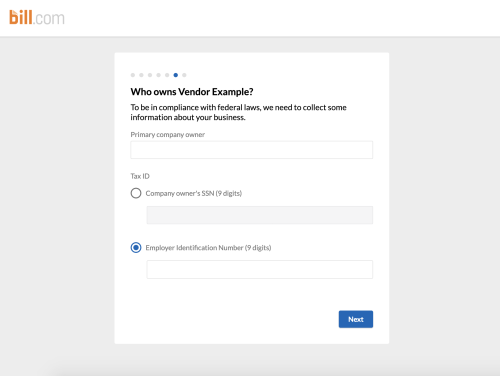 bill.com
Who owns Vendor Example?
To be in compliance with federal laws, we need to collect some
information about your business.
Primary company owner
Tax ID
Company owner's SSN (9 digits)
Employer Identification Number (9 digits)
Next